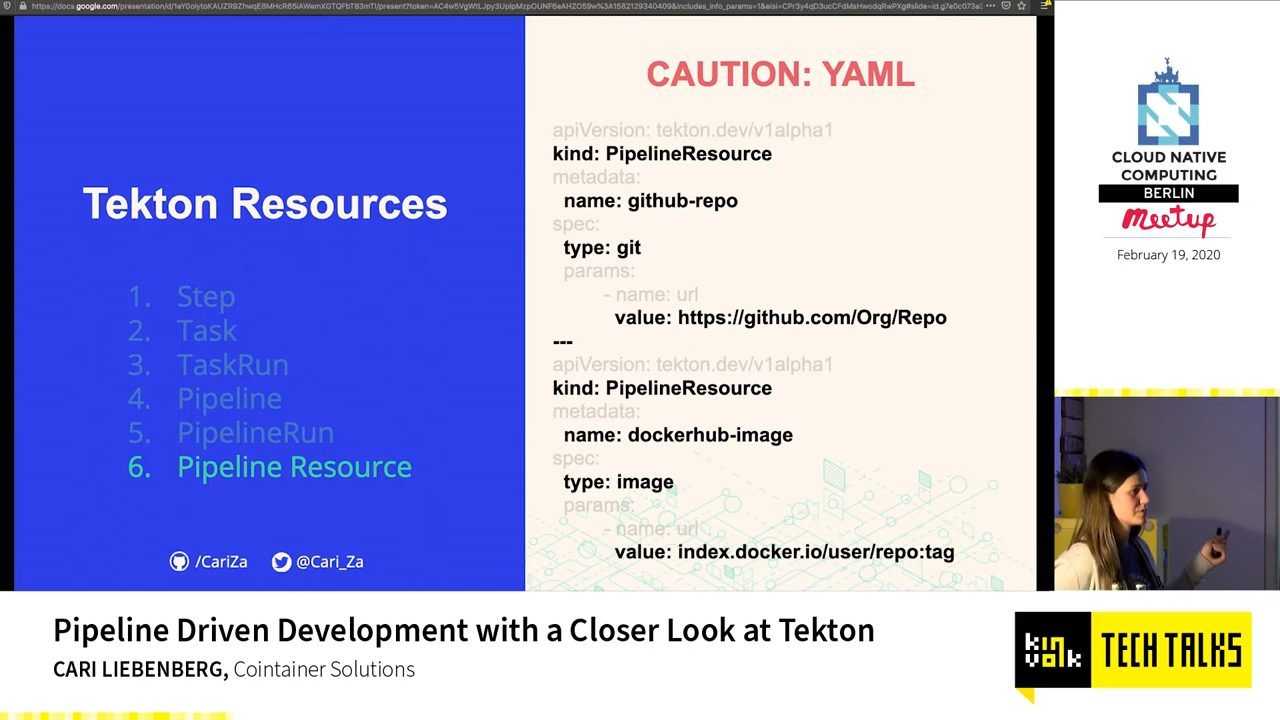 Tekton Resources
1. Step
2. Task
3. TaskRun
4. Pipeline
5. PipelineRun
6. Pipeline Resource
/CariZa @Cari_Za
CAUTION: YAML
apiVersion: tekton.dev/v1alpha1
kind: PipelineResource
metadata:
name: github-repo
spec:
type: git
params:
- name: url
value: https://github.com/Org/Repo
---
apiVersion: tekton.dev/v1alpha1
kind: PipelineResource
metadata:
name: dockerhub-image
spec:
type: image
params:
- name: url
value: index.docker.io/user/repo:tag
CLOUD NATIVE
COMPUTING
BERLIN
meetup
February 19, 2020
Pipeline Driven Development with a Closer Look at Tekton
CARI LIEBENBERG, Cointainer Solutions
kinvolk
TECH TALKS